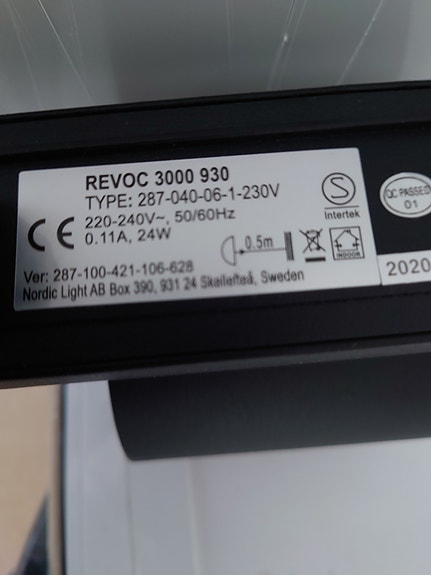 REVOC 3000 930
TYPE: 287-040-06-1-230V
220-240V~, 50/60Hz
0.11A, 24W
CE
S
Intertek
0.5m
INDOOR
Ver: 287-100-421-106-628
Nordic Light AB Box 390, 931 24 Skellefteå, Sweden
QC PASSED
01
2020